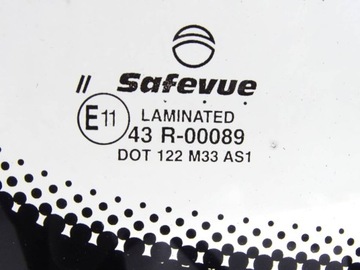 // Safevue
E11
LAMINATED
43 R-00089
DOT 122 M33 AS1